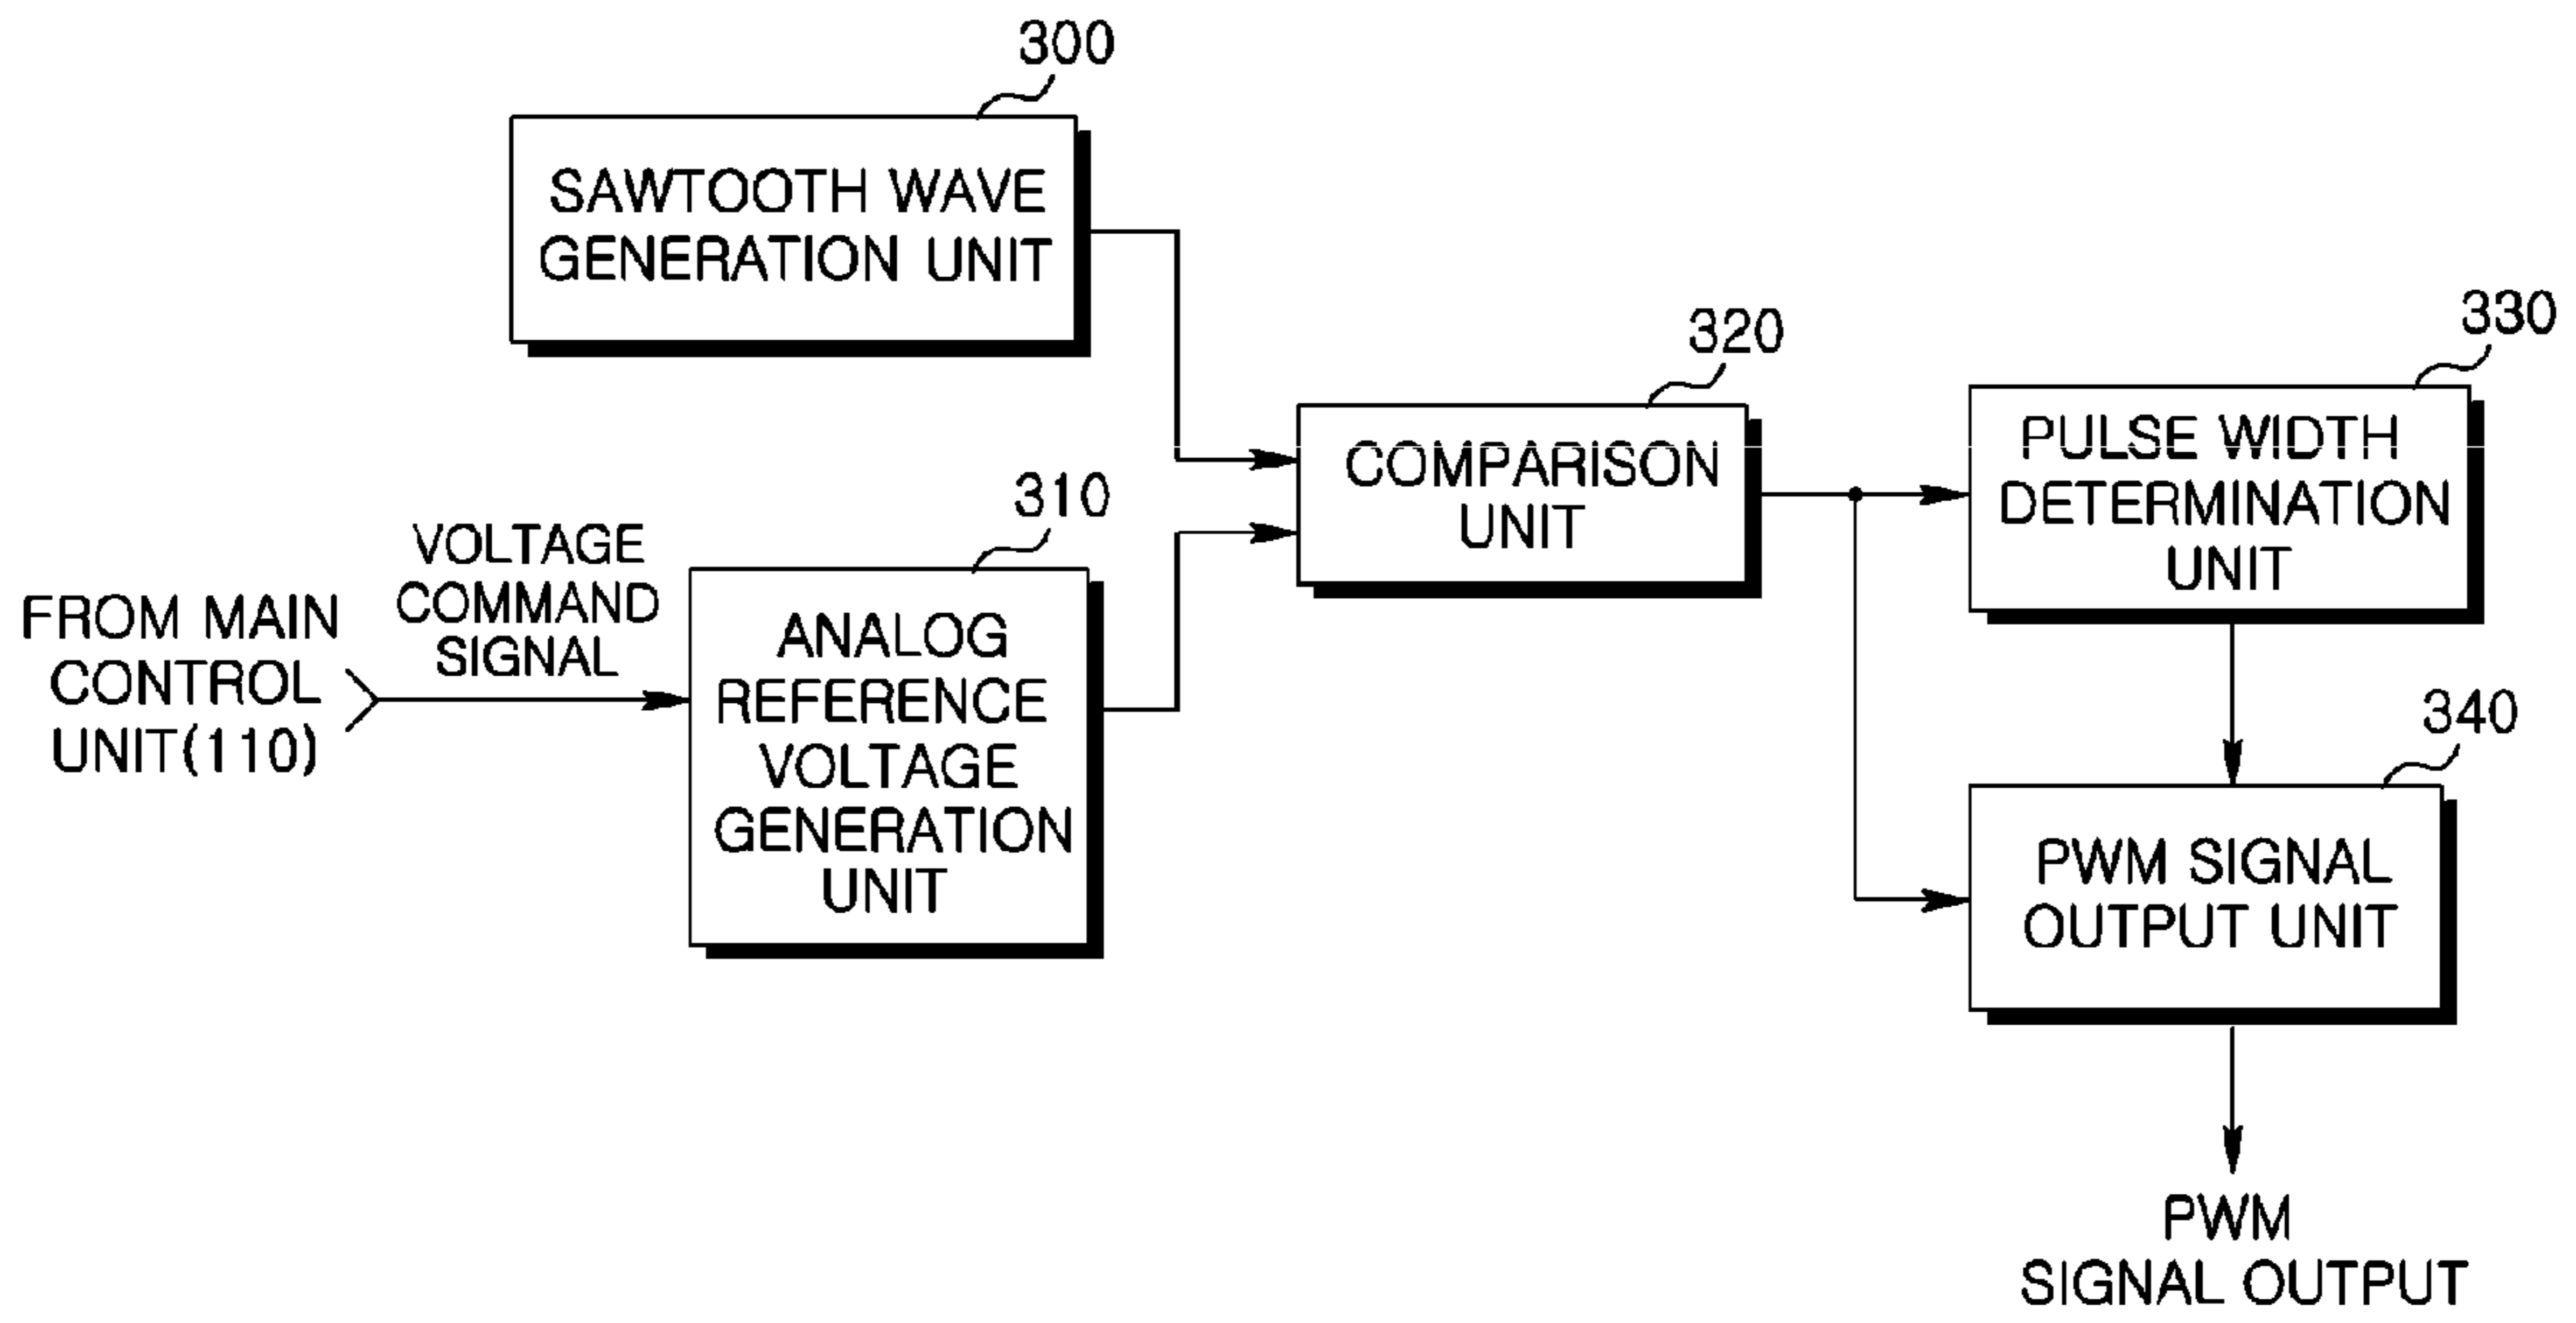 300
SAWTOOTH WAVE
GENERATION UNIT
320
330
COMPARISON
UNIT
PULSE WIDTH
DETERMINATION
UNIT
310
VOLTAGE
COMMAND
SIGNAL
FROM MAIN
CONTROL
UNIT(110)
ANALOG
REFERENCE
VOLTAGE
GENERATION
UNIT
340
PWM SIGNAL
OUTPUT UNIT
PWM
SIGNAL OUTPUT